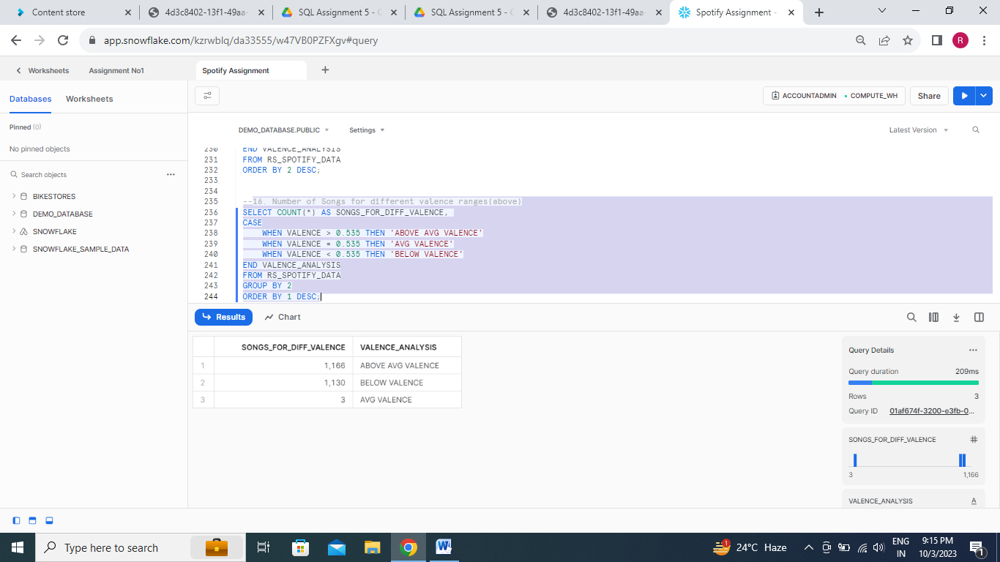 Content store
4d3c8402-13f1-49aa-
SQL Assignment 5 - G
SQL Assignment 5 - G
4d3c8402-13f1-49aa-
Spotify Assignment -
app.snowflake.com/kzrwblq/da33555/w47VB0PZFXgv#query
R
Worksheets
Assignment No1
Spotify Assignment
Databases
Worksheets
ACCOUNTADMIN
COMPUTE_WH
Share
Pinned (0)
No pinned objects
Search objects
BIKESTORES
DEMO_DATABASE
SNOWFLAKE
SNOWFLAKE_SAMPLE_DATA
DEMO_DATABASE.PUBLIC
Settings
Latest Version
230 END VALENCE_ANALYSIS
231 FROM RS_SPOTIFY_DATA
232 ORDER BY 2 DESC;
233
234
235 --16. Number of Songs for different valence ranges(above)
236 SELECT COUNT(*) AS SONGS_FOR_DIFF_VALENCE,
237 CASE
238 WHEN VALENCE > 0.535 THEN 'ABOVE AVG VALENCE'
239 WHEN VALENCE = 0.535 THEN 'AVG VALENCE'
240 WHEN VALENCE < 0.535 THEN 'BELOW VALENCE'
241 END VALENCE_ANALYSIS
242 FROM RS_SPOTIFY_DATA
243 GROUP BY 2
244 ORDER BY 1 DESC;
Results
Chart
SONGS_FOR_DIFF_VALENCE VALENCE_ANALYSIS
1 1,166 ABOVE AVG VALENCE
2 1,130 BELOW VALENCE
3 3 AVG VALENCE
Query Details
Query duration 209ms
Rows 3
Query ID 01af674f-3200-e3fb-0...
SONGS_FOR_DIFF_VALENCE
3 1,166
VALENCE_ANALYSIS A
Type here to search
W
1
24°C Haze
ENG
IN
9:15 PM
10/3/2023
1